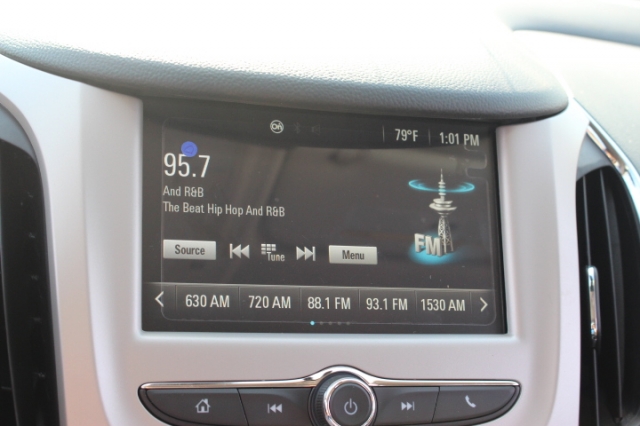 79°F 1:01 PM
95.7
And R&B
The Beat Hip Hop And R&B
FM
Source Tune Menu
630 AM 720 AM 88.1 FM 93.1 FM 1530 AM